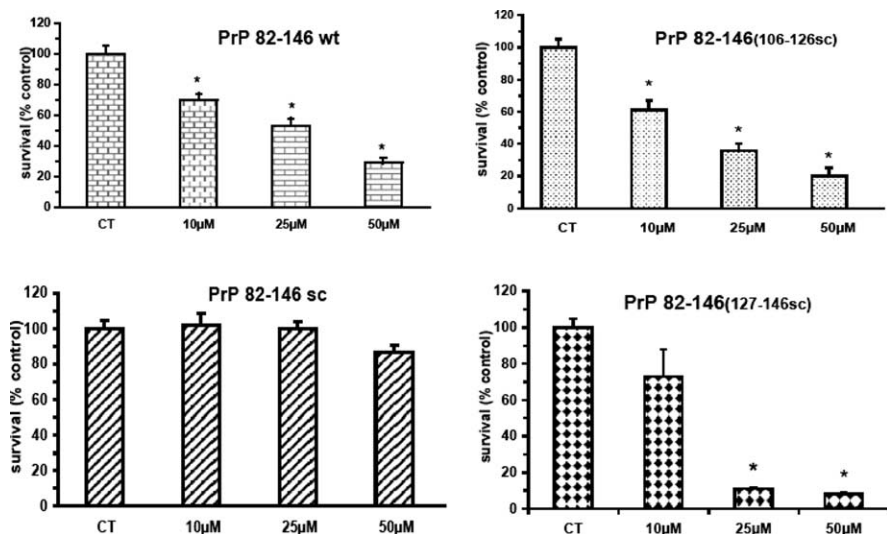 PrP 82-146 wt
survival (% control)
120
100
80
60
40
20
0
* * *
CT 10µM 25µM 50µM
PrP 82-146(106-126sc)
survival (% control)
120
100
80
60
40
20
0
* * *
CT 10µM 25µM 50µM
PrP 82-146 sc
survival (% control)
120
100
80
60
40
20
0
CT 10µM 25µM 50µM
PrP 82-146(127-146sc)
survival (% control)
120
100
80
60
40
20
0
* *
CT 10µM 25µM 50µM